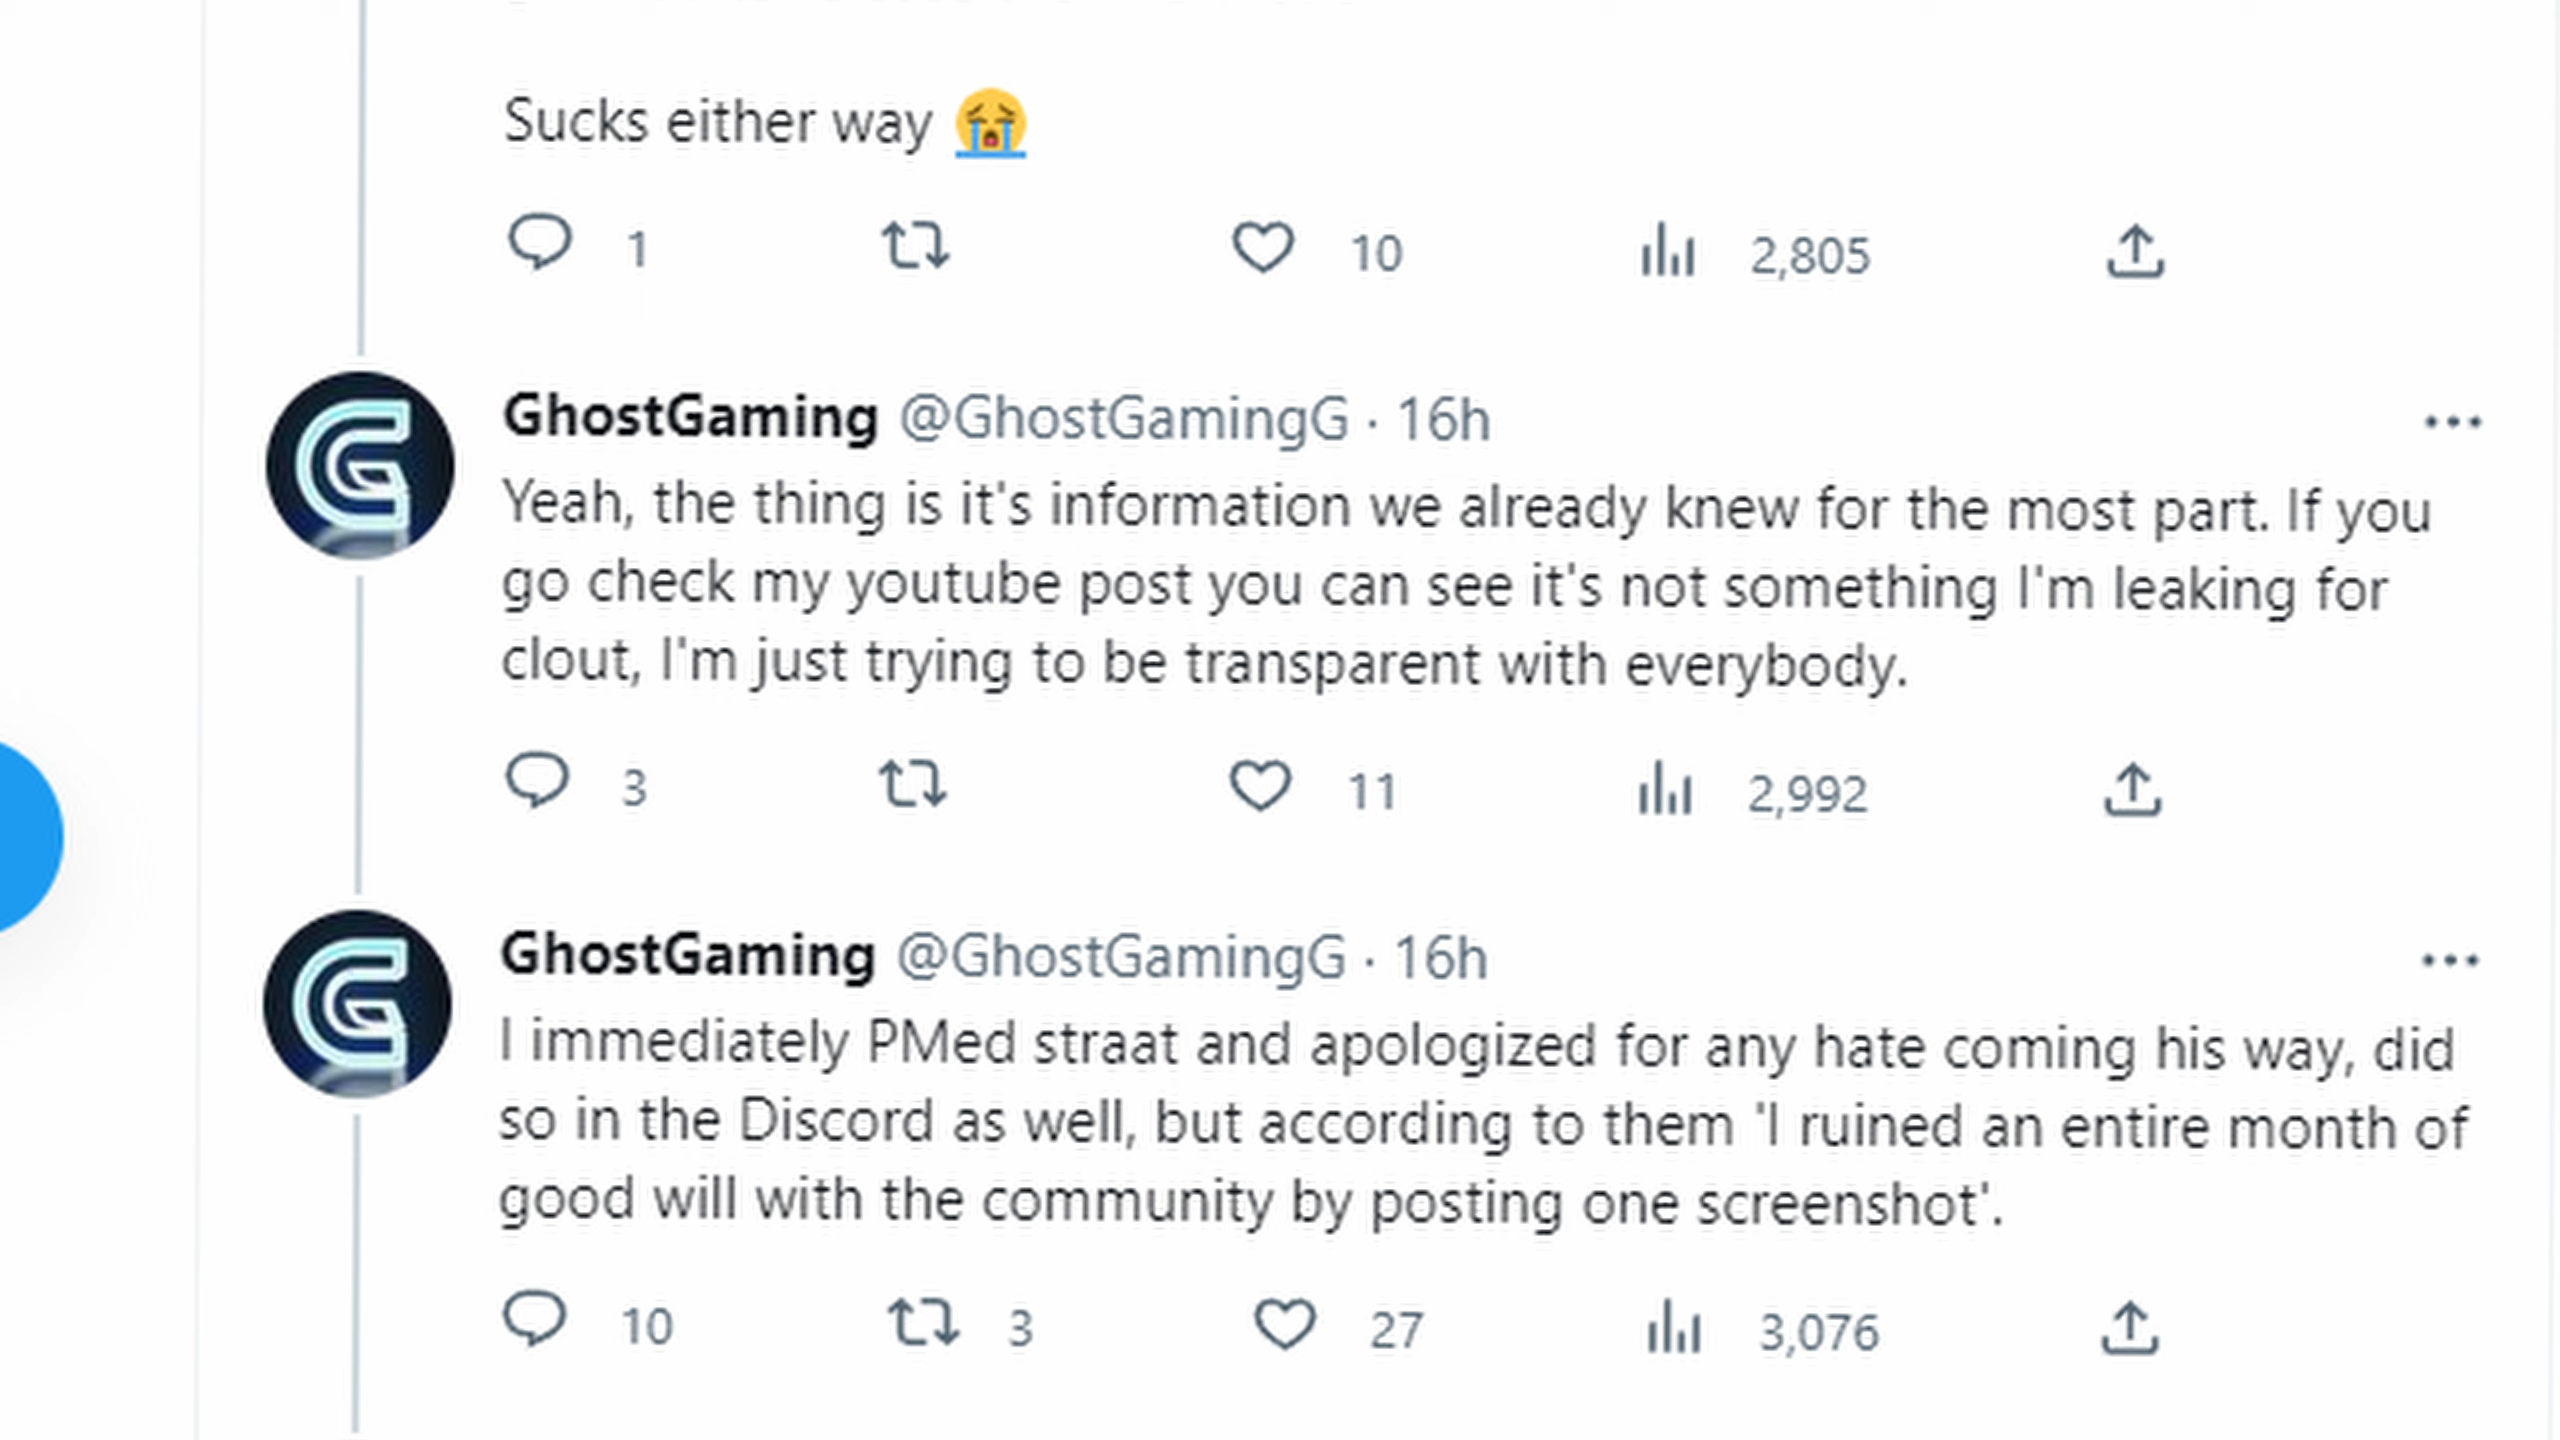 Sucks either way 😭
1 10 2,805
GhostGaming @GhostGamingG · 16h
Yeah, the thing is it's information we already knew for the most part. If you
go check my youtube post you can see it's not something I'm leaking for
clout, I'm just trying to be transparent with everybody.
3 11 2,992
GhostGaming @GhostGamingG · 16h
I immediately PMed straat and apologized for any hate coming his way, did
so in the Discord as well, but according to them 'I ruined an entire month of
good will with the community by posting one screenshot'.
10 3 27 3,076